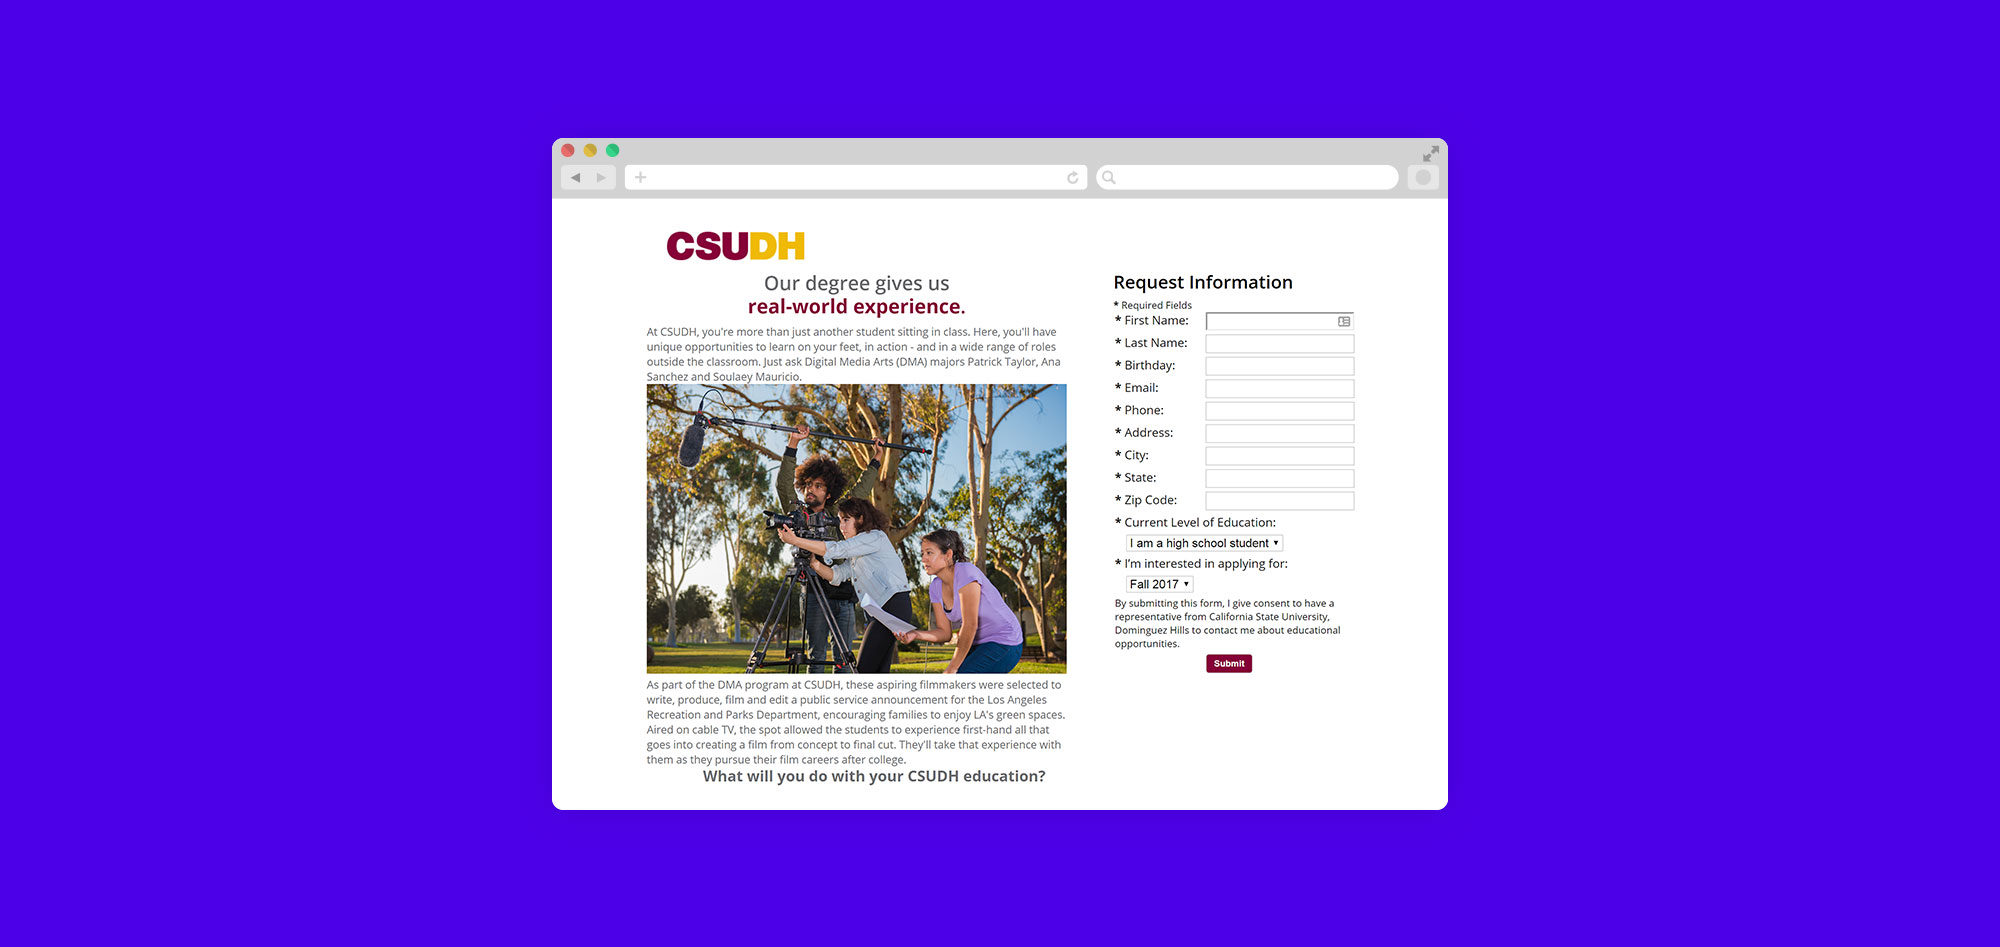 CSUDH
Our degree gives us
real-world experience.
At CSUDH, you're more than just another student sitting in class. Here, you'll have
unique opportunities to learn on your feet, in action - and in a wide range of roles
outside the classroom. Just ask Digital Media Arts (DMA) majors Patrick Taylor, Ana
Sanchez and Soulaey Mauricio.
As part of the DMA program at CSUDH, these aspiring filmmakers were selected to
write, produce, film and edit a public service announcement for the Los Angeles
Recreation and Parks Department, encouraging families to enjoy LA's green spaces.
Aired on cable TV, the spot allowed the students to experience first-hand all that
goes into creating a film from concept to final cut. They'll take that experience with
them as they pursue their film careers after college.
What will you do with your CSUDH education?
Request Information
* Required Fields
* First Name:
* Last Name:
* Birthday:
* Email:
* Phone:
* Address:
* City:
* State:
* Zip Code:
* Current Level of Education:
I am a high school student
* I'm interested in applying for:
Fall 2017
By submitting this form, I give consent to have a
representative from California State University,
Dominguez Hills to contact me about educational
opportunities.
Submit